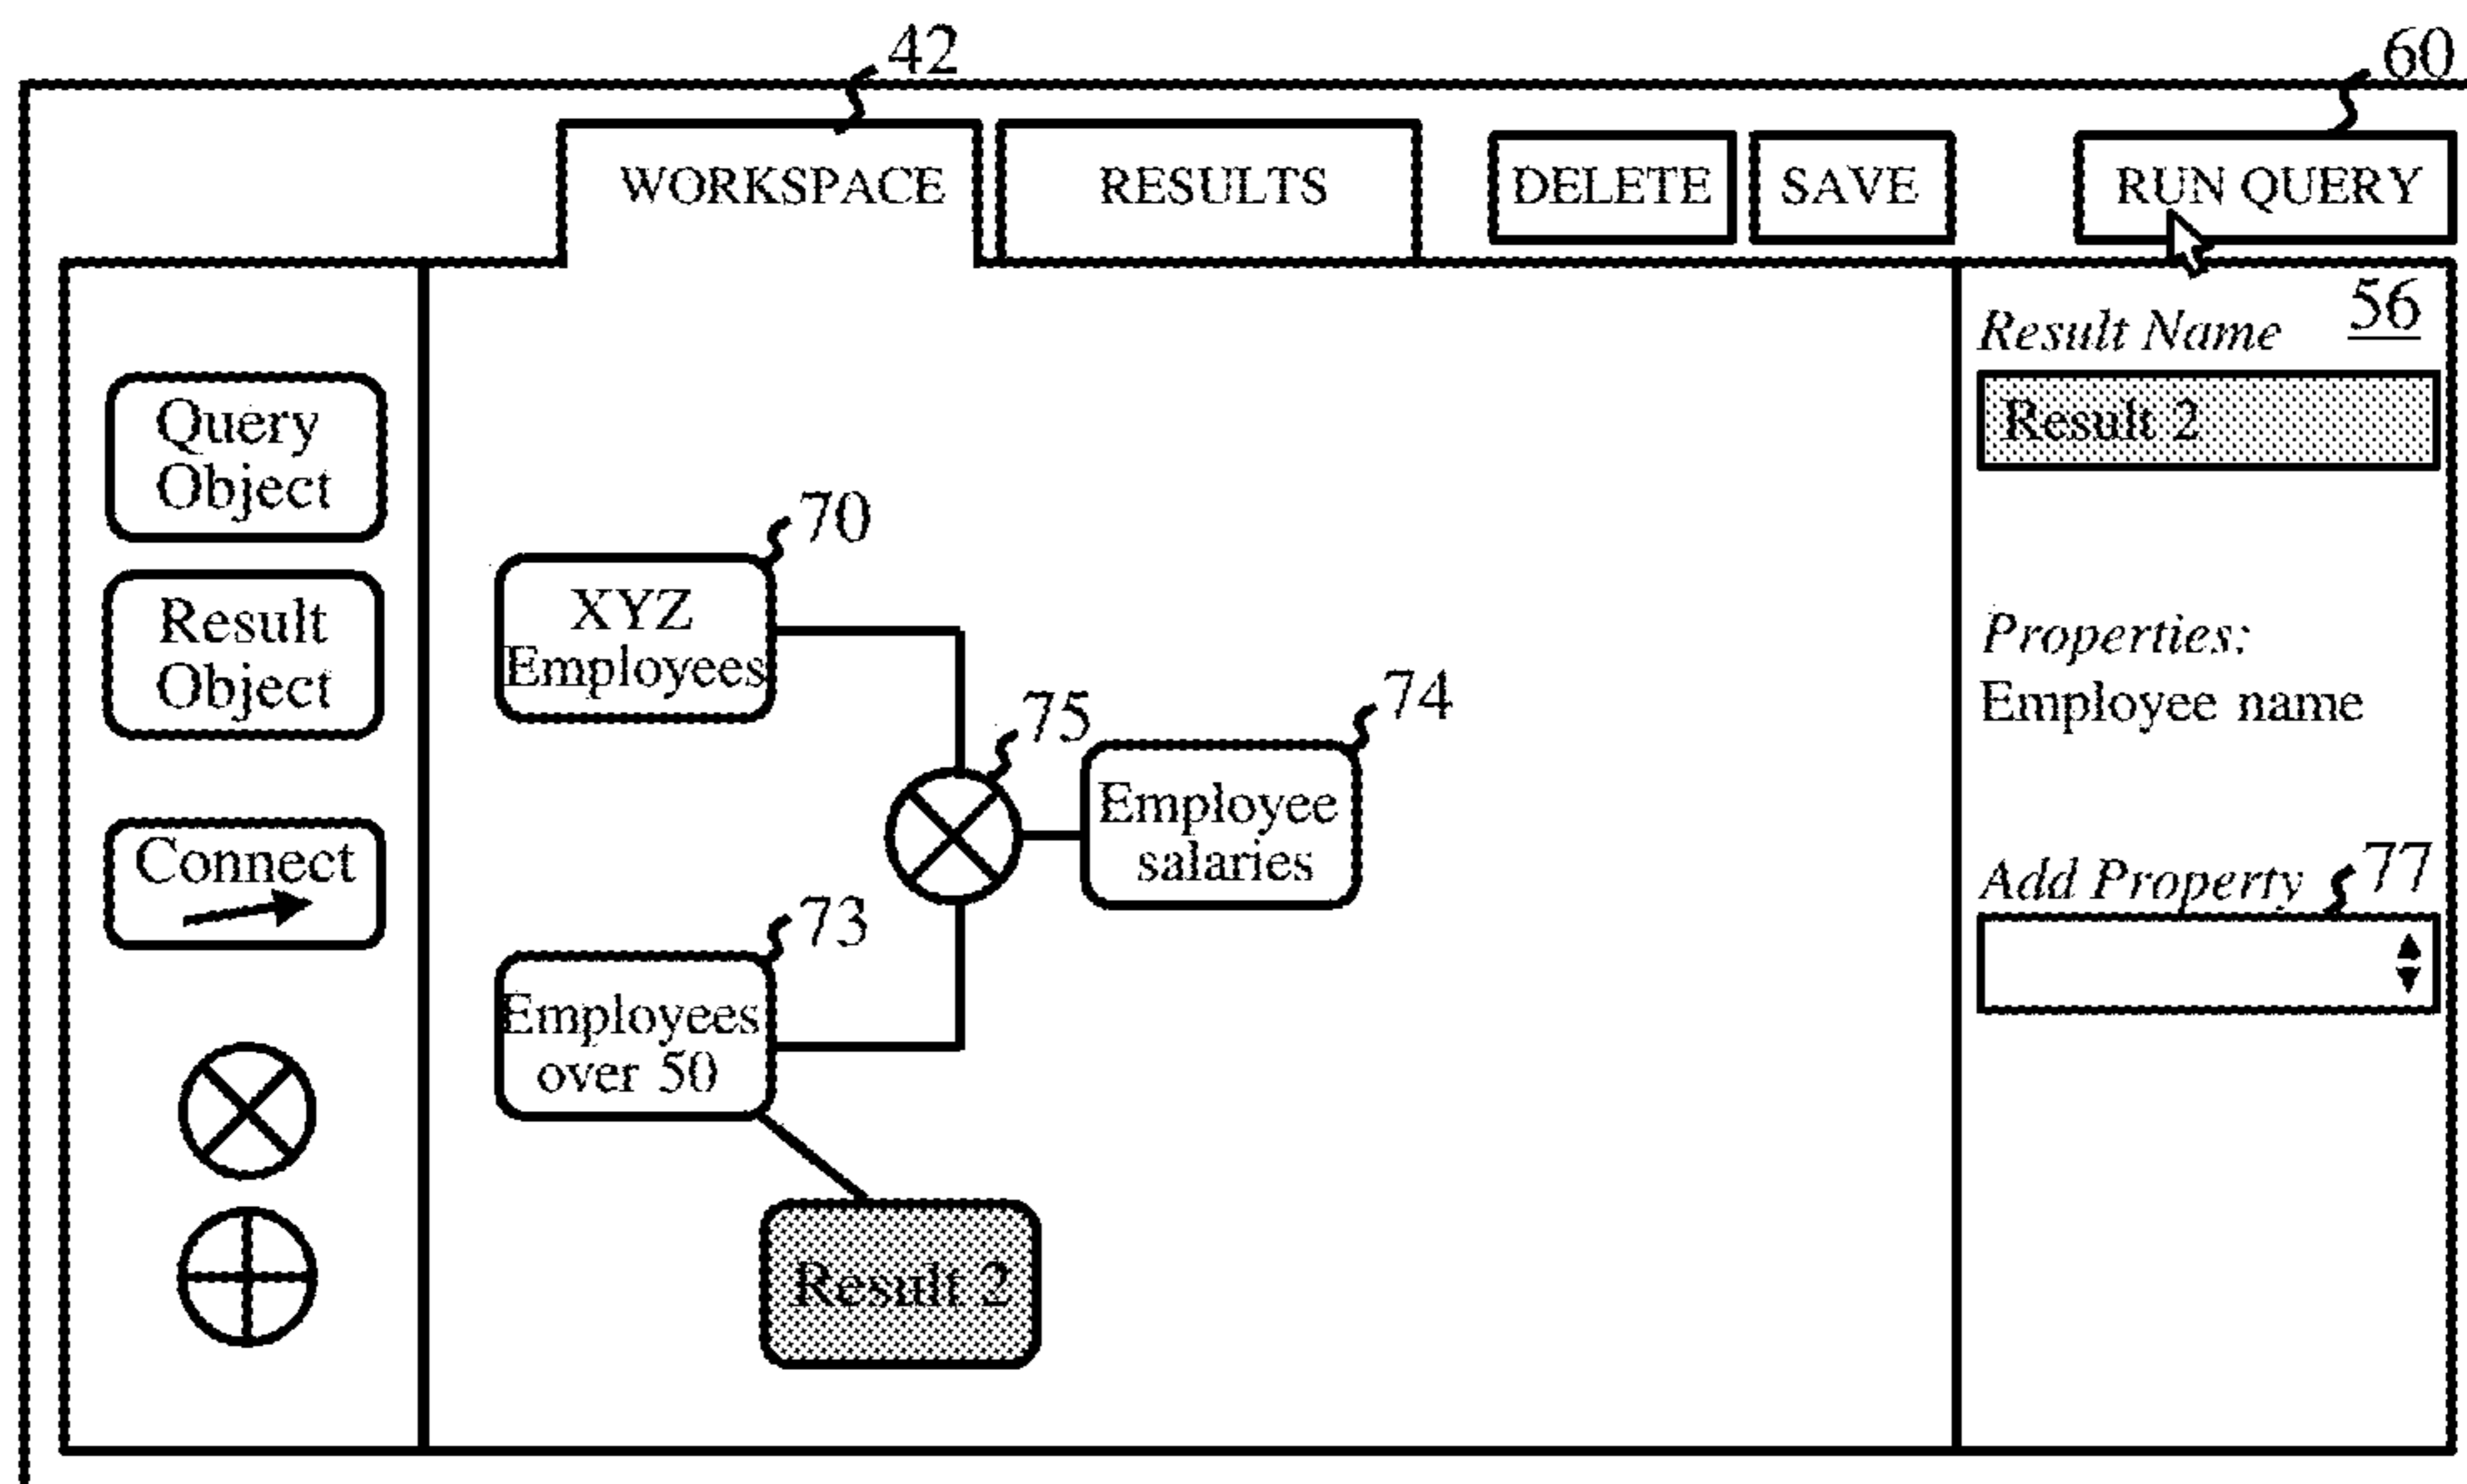 42
60
WORKSPACE
RESULTS
DELETE
SAVE
RUN QUERY
Query
Object
Result
Object
Connect
70
XYZ
Employees
75
74
Employee
salaries
73
Employees
over 50
Result 2
Result Name
56
Result 2
Properties:
Employee name
Add Property
77